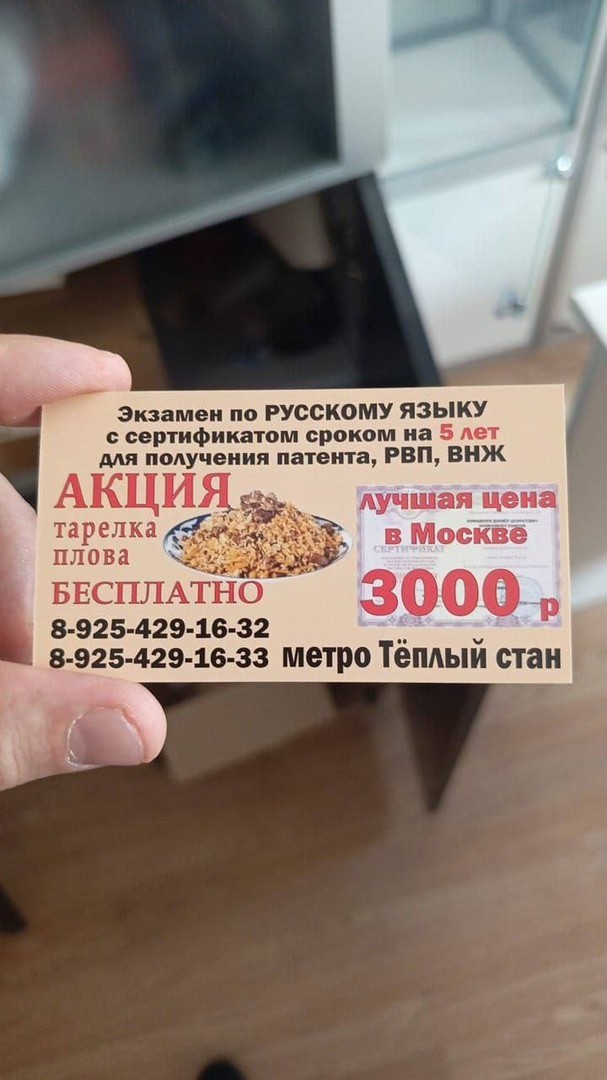 Экзамен по РУССКОМУ ЯЗЫКУ
с сертификатом сроком на 5 лет
для получения патента, РВП, ВНЖ
АКЦИЯ
тарелка
плова
БЕСПЛАТНО
лучшая цена
в Москве
СЕРТИФИКАТ
3000 р
8-925-429-16-32
8-925-429-16-33 метро Тёплый стан